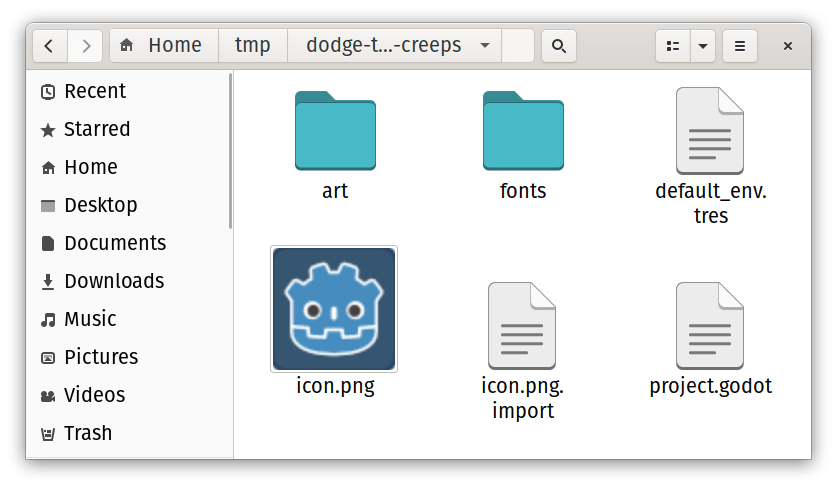 Home
tmp
dodge-t...-creeps
Recent
Starred
Home
Desktop
Documents
Downloads
Music
Pictures
Videos
Trash
art
fonts
default_env.
tres
icon.png
icon.png.
import
project.godot